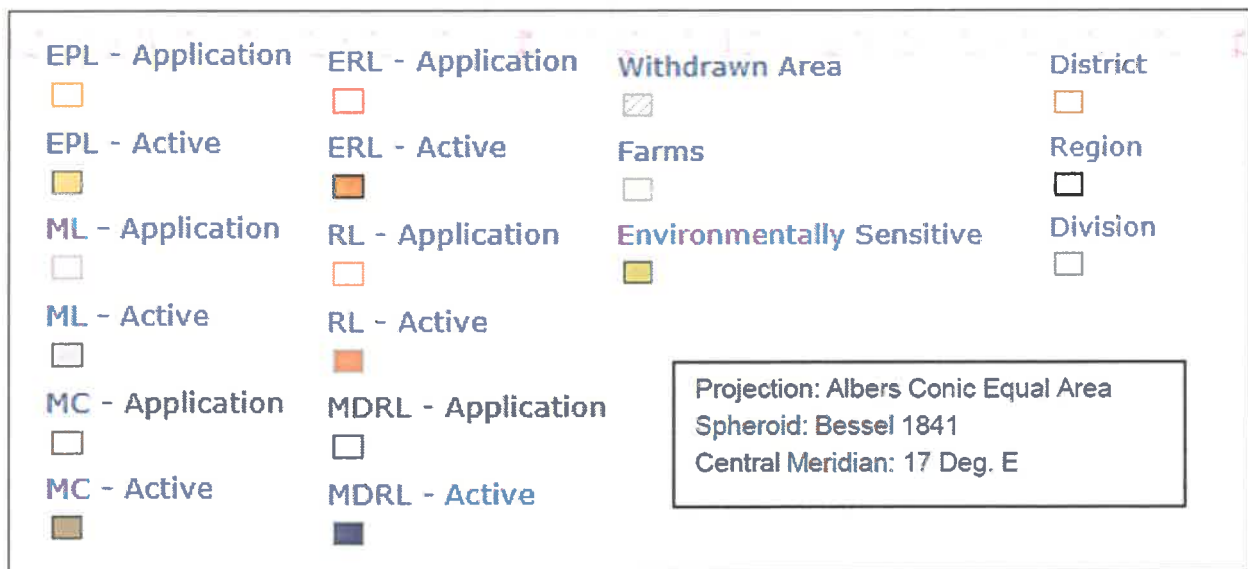 EPL - Application
EPL - Active
ML - Application
ML - Active
MC - Application
MC - Active
ERL - Application
ERL - Active
RL - Application
RL - Active
MDRL - Application
MDRL - Active
Withdrawn Area
Farms
Environmentally Sensitive
District
Region
Division
Projection: Albers Conic Equal Area
Spheroid: Bessel 1841
Central Meridian: 17 Deg. E